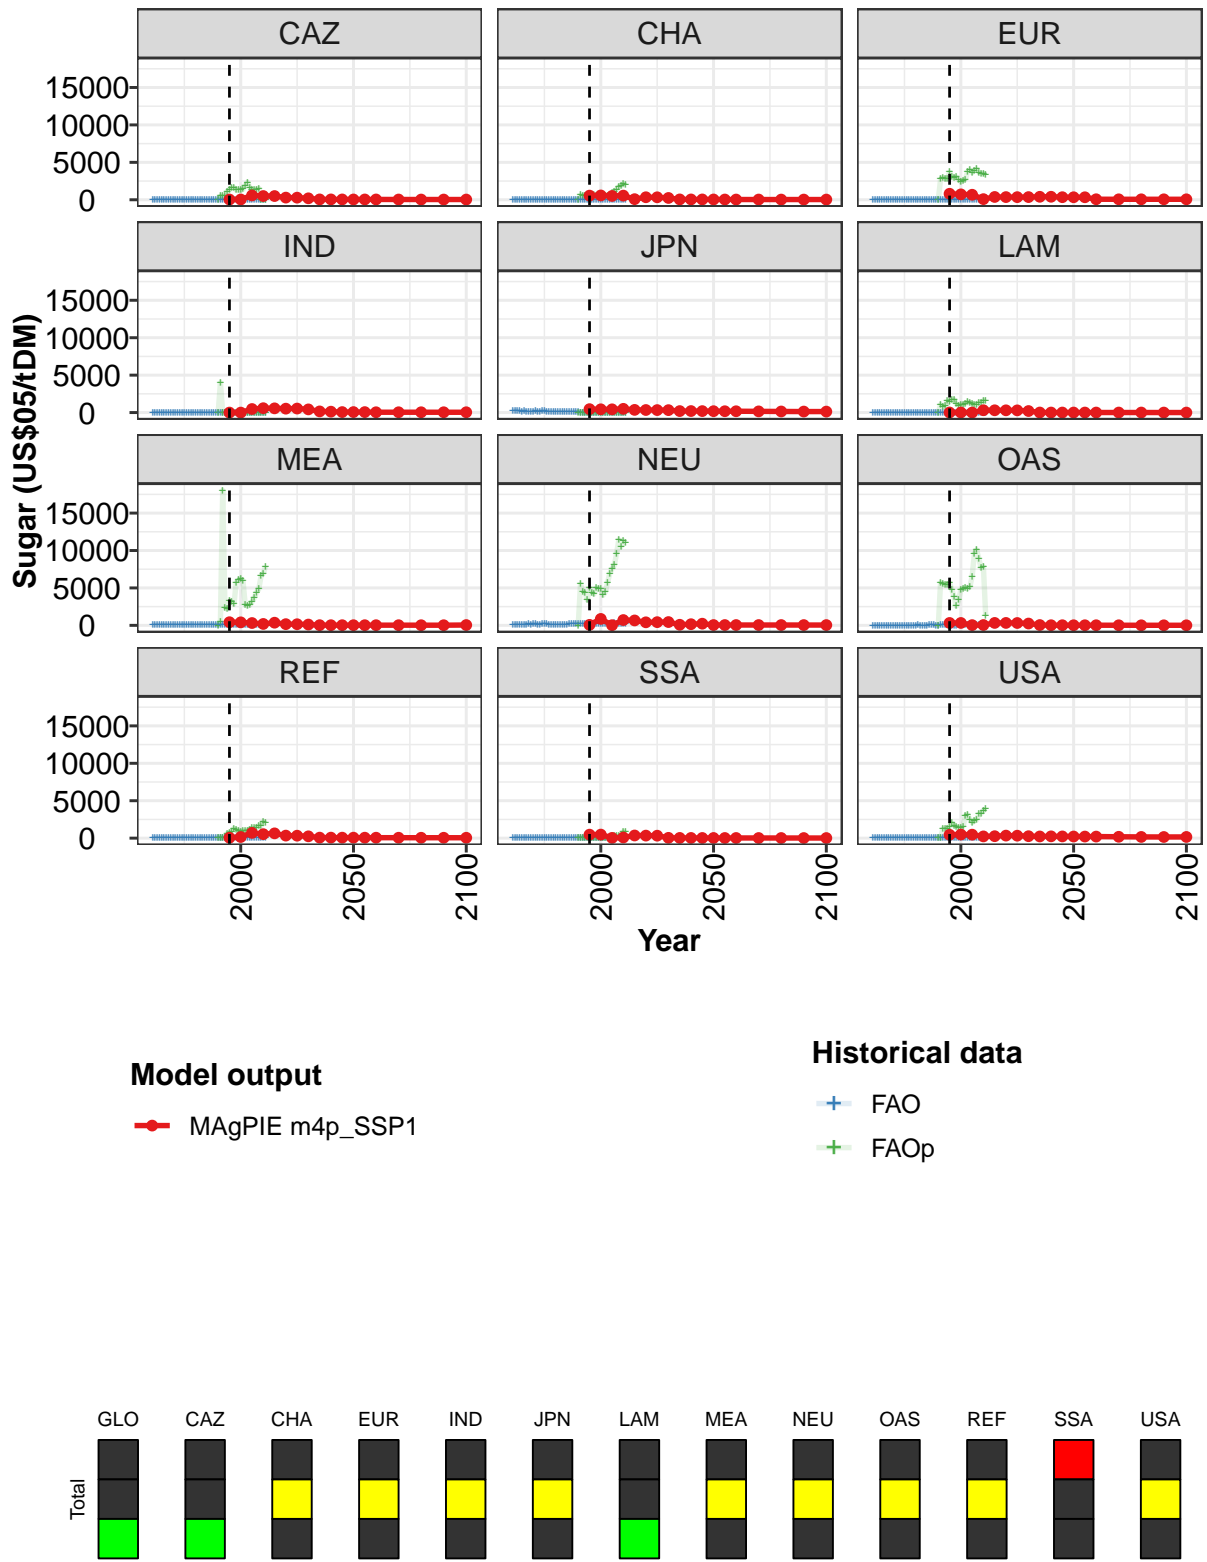 CAZ CHA EUR
15000
10000
5000
0
IND JPN LAM
15000
10000
5000
0
MEA NEU OAS
15000
10000
5000
0
REF SSA USA
15000
10000
5000
0
Sugar (US$05/tDM)
2000 2050 2100 2000 2050 2100 2000 2050 2100
Year
Model output
MAgPIE m4p_SSP1
Historical data
FAO
FAOp
GLO CAZ CHA EUR IND JPN LAM MEA NEU OAS REF SSA USA
Total